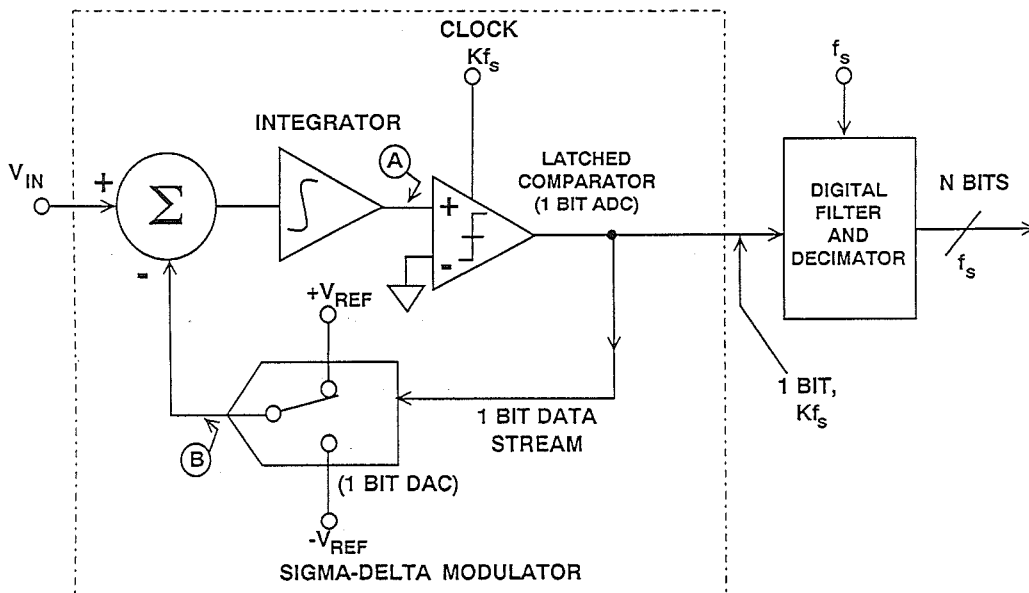 CLOCK
Kfs
fs
INTEGRATOR
A
VIN
+
Σ
-
∫
+
-
LATCHED
COMPARATOR
(1 BIT ADC)
DIGITAL
FILTER
AND
DECIMATOR
N BITS
fs
+VREF
1 BIT,
Kfs
1 BIT DATA
STREAM
B
(1 BIT DAC)
-VREF
SIGMA-DELTA MODULATOR